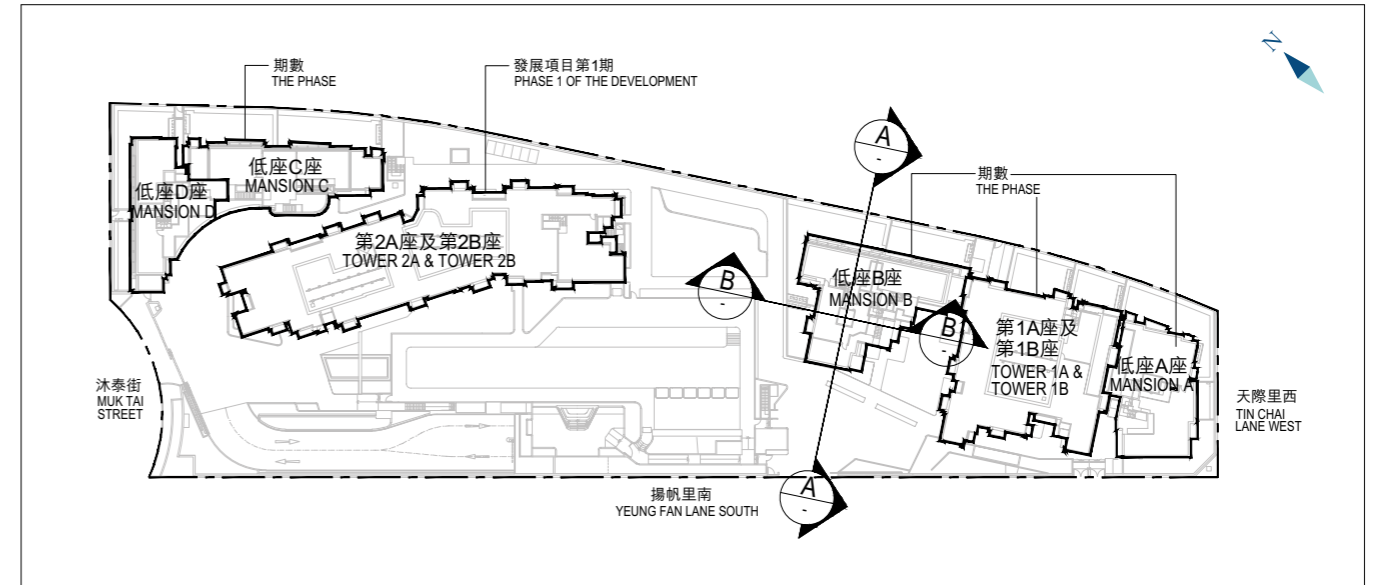 N
期數
THE PHASE
發展項目第1期
PHASE 1 OF THE DEVELOPMENT
低座C座
MANSION C
低座D座
MANSION D
第2A座及第2B座
TOWER 2A & TOWER 2B
A
-
期數
THE PHASE
低座B座
MANSION B
B
-
B
-
第1A座及
第1B座
TOWER 1A &
TOWER 1B
低座A座
MANSION A
沐泰街
MUK TAI
STREET
天際里西
TIN CHAI
LANE WEST
A
-
揚帆里南
YEUNG FAN LANE SOUTH